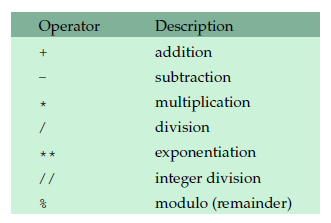 Operator Description
+ addition
− subtraction
* multiplication
/ division
** exponentiation
// integer division
% modulo (remainder)